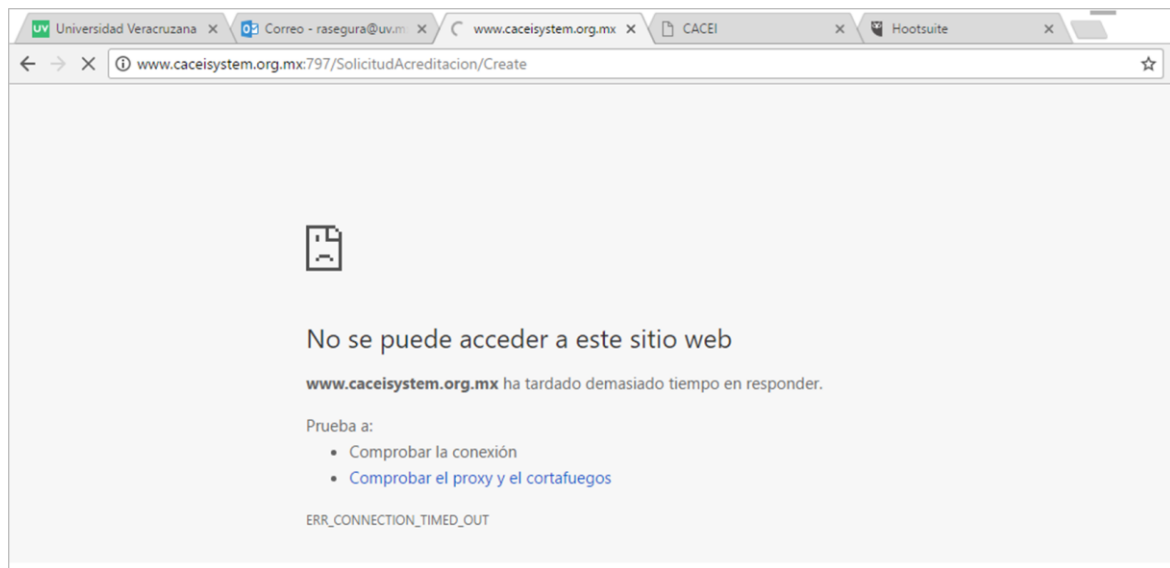 UV Universidad Veracruzana Correo - rasegura@uv.m www.caceisystem.org.mx CACEI Hootsuite
www.caceisystem.org.mx:797/SolicitudAcreditacion/Create
No se puede acceder a este sitio web
www.caceisystem.org.mx ha tardado demasiado tiempo en responder.
Prueba a:
• Comprobar la conexión
• Comprobar el proxy y el cortafuegos
ERR_CONNECTION_TIMED_OUT